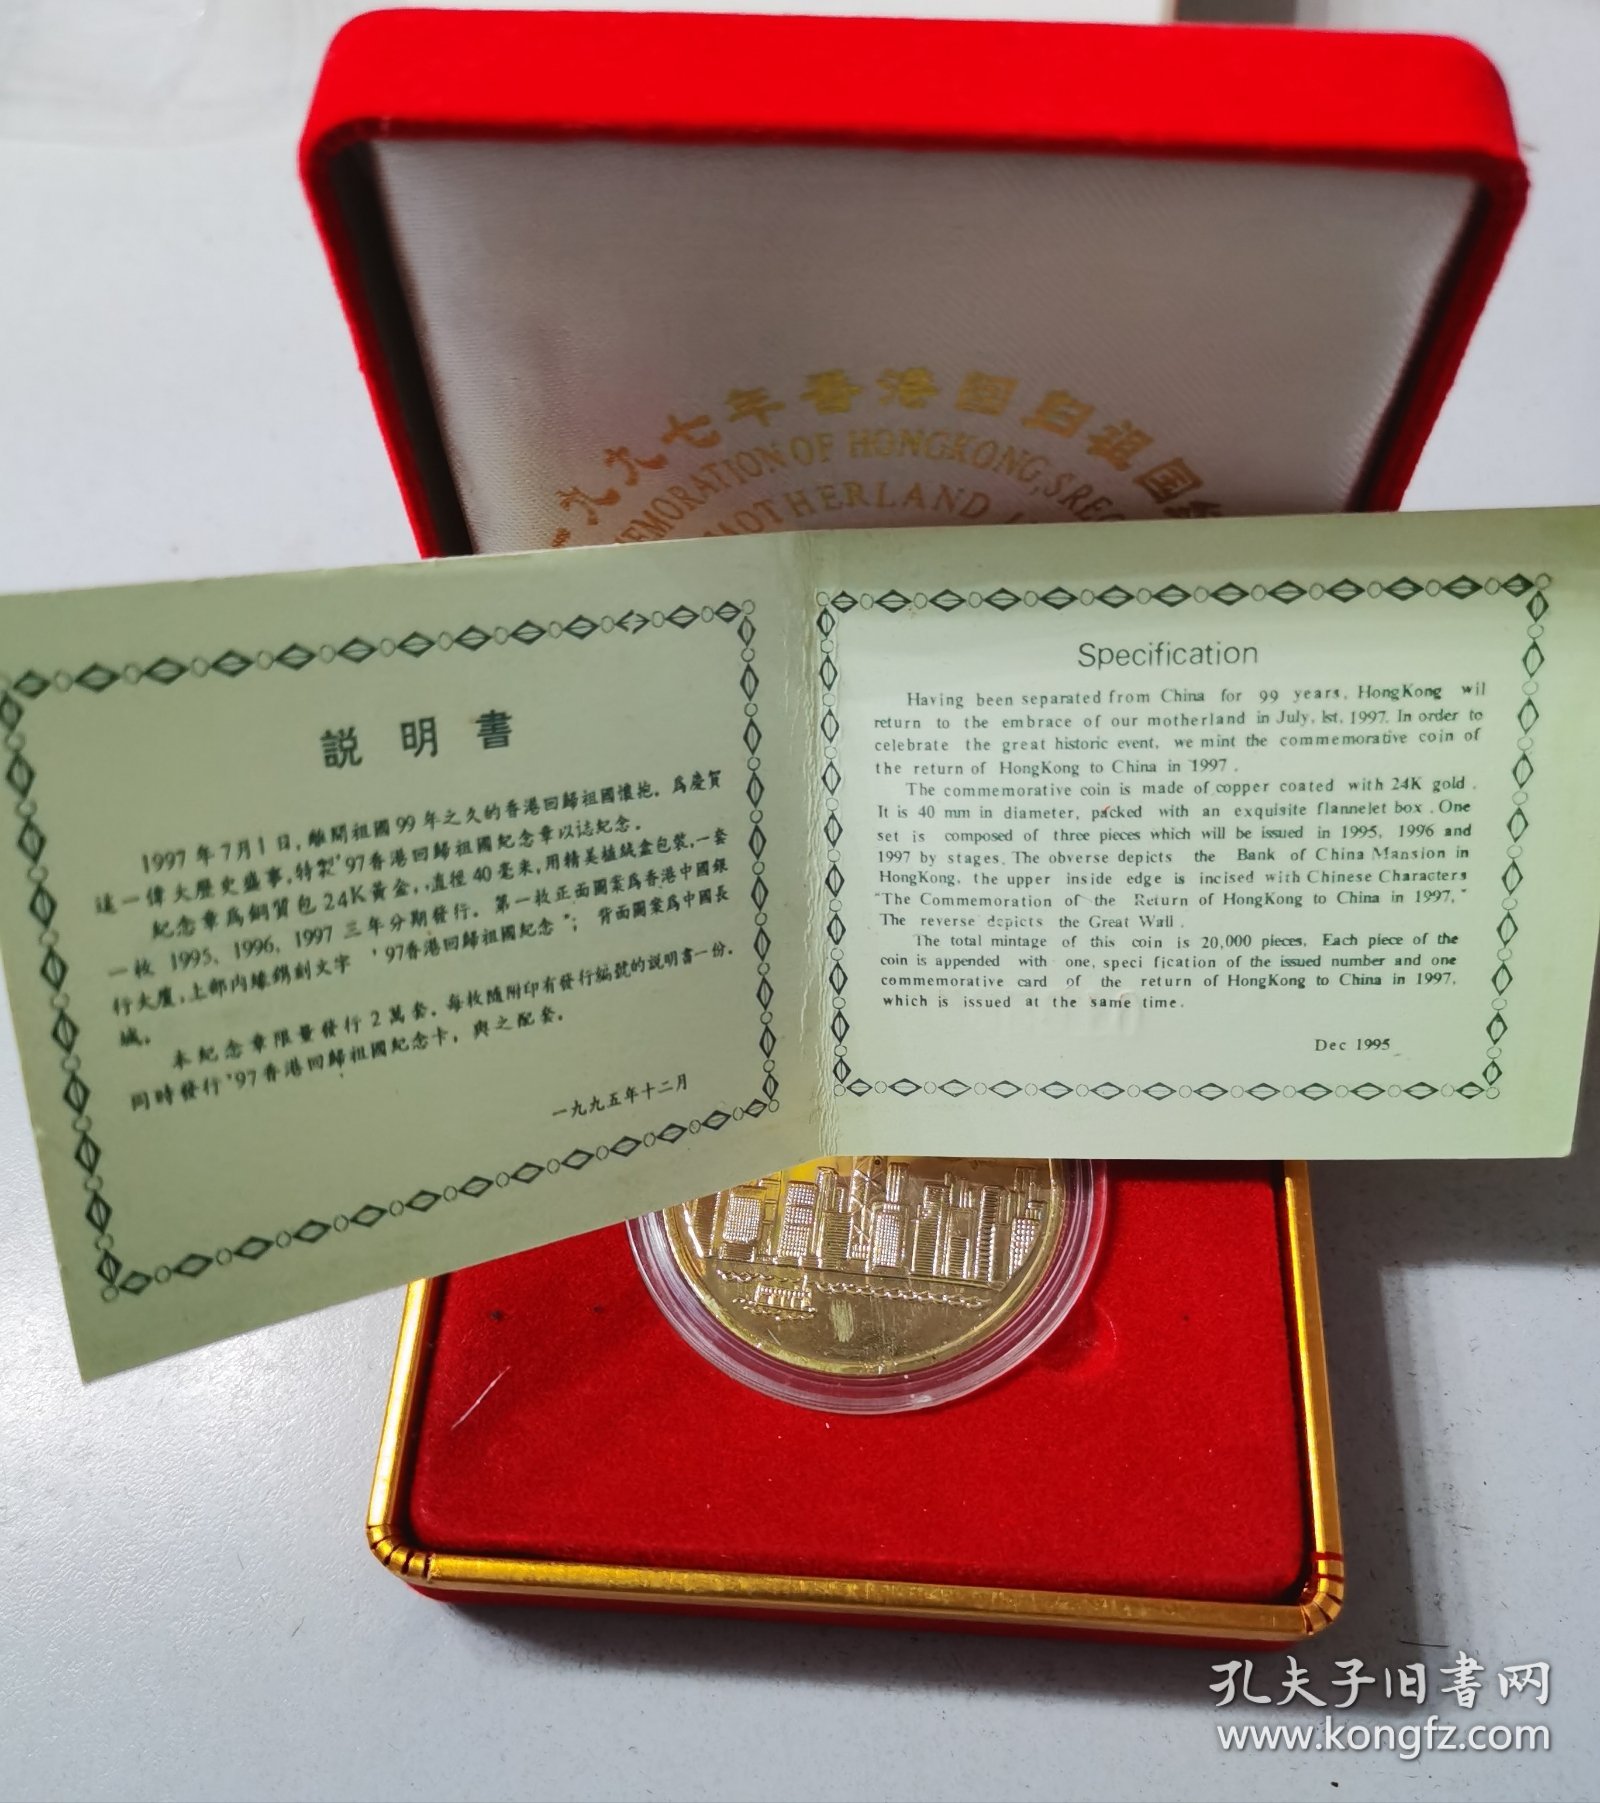 一九九七年香港回歸祖國紀
MEMORATION OF HONGKONG,SREC
MOTHERLAND
説明書
1997年7月1日，離開祖國99年之久的香港回歸祖國懷抱。爲慶賀
這一偉大歷史盛事，特製'97香港回歸祖國紀念章以誌紀念。
紀念章爲銅質包24K黃金，直徑40毫米，用精美植絨盒包裝，一套
一枚 1995、1996、1997三年分期發行。第一枚正面圖案爲香港中國銀
行大廈，上部内緣鎸刻文字 '97香港回歸祖國紀念"； 背面圖案爲中國長
城。
本紀念章限量發行2萬套。每枚隨附印有發行編號的説明書一份。
同時發行'97香港回歸祖國紀念卡，與之配套。
一九九五年十二月
Specification
Having been separated from China for 99 years, HongKong wil
return to the embrace of our motherland in July, lst, 1997. In order to
celebrate the great historic event, we mint the commemorative coin of
the return of HongKong to China in 1997 .
The commemorative coin is made of copper coated with 24K gold .
It is 40 mm in diameter, packed with an exquisite flannelet box . One
set is composed of three pieces which will be issued in 1995, 1996 and
1997 by stages. The obverse depicts the Bank of China Mansion in
HongKong, the upper inside edge is incised with Chinese Characters
"The Commemoration of the Return of HongKong to China in 1997,"
The reverse depicts the Great Wall .
The total mintage of this coin is 20,000 pieces, Each piece of the
coin is appended with one, speci fication of the issued number and one
commemorative card of the return of HongKong to China in 1997,
which is issued at the same time.
Dec 1995
孔夫子旧书网
www.kongfz.com